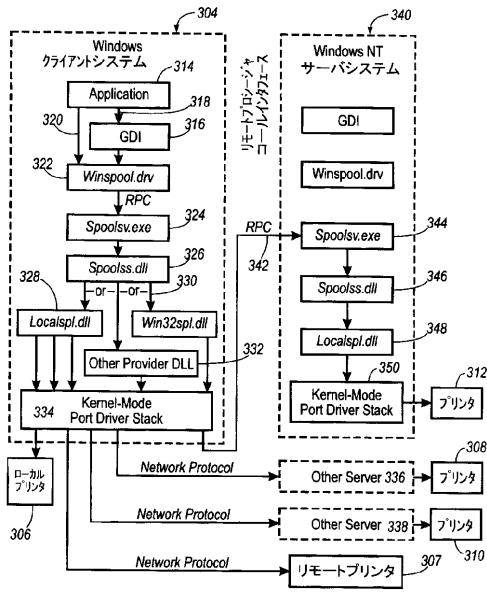 304
Windows
クライアントシステム
314
Application
318
320
GDI
316
322
Winspool.drv
RPC
324
Spoolsv.exe
326
Spoolss.dll
330
328
or
or
Localspl.dll
Win32spl.dll
332
Other Provider DLL
334
Kernel-Mode
Port Driver Stack
ローカル
プリンタ
306
リモートプロシージャ
コールインタフェース
340
Windows NT
サーバシステム
GDI
Winspool.drv
RPC
342
Spoolsv.exe
344
Spoolss.dll
346
Localspl.dll
348
350
Kernel-Mode
Port Driver Stack
312
プリンタ
Network Protocol
Other Server 336
308
プリンタ
Network Protocol
Other Server 338
プリンタ
310
Network Protocol
リモートプリンタ
307